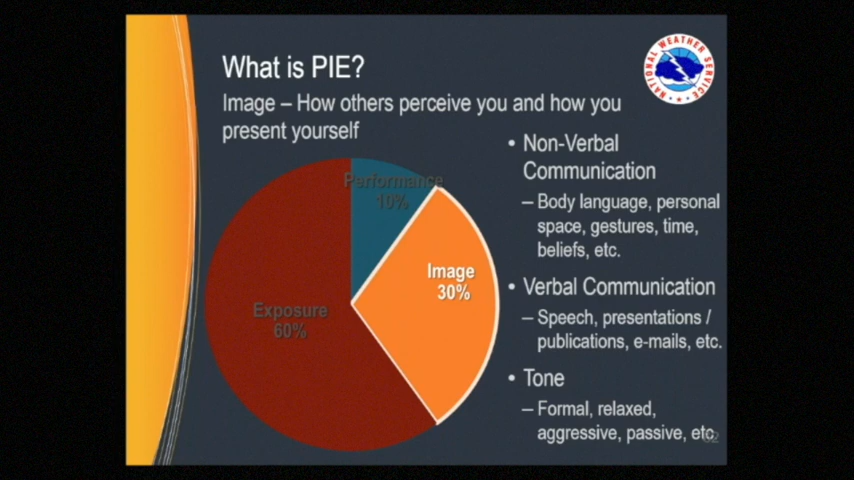 What is PIE?
NATIONAL WEATHER SERVICE
Image – How others perceive you and how you
present yourself
• Non-Verbal
Communication
– Body language, personal
space, gestures, time,
beliefs, etc.
Performance
10%
Image
30%
Exposure
60%
• Verbal Communication
– Speech, presentations /
publications, e-mails, etc.
• Tone
– Formal, relaxed,
aggressive, passive, etc